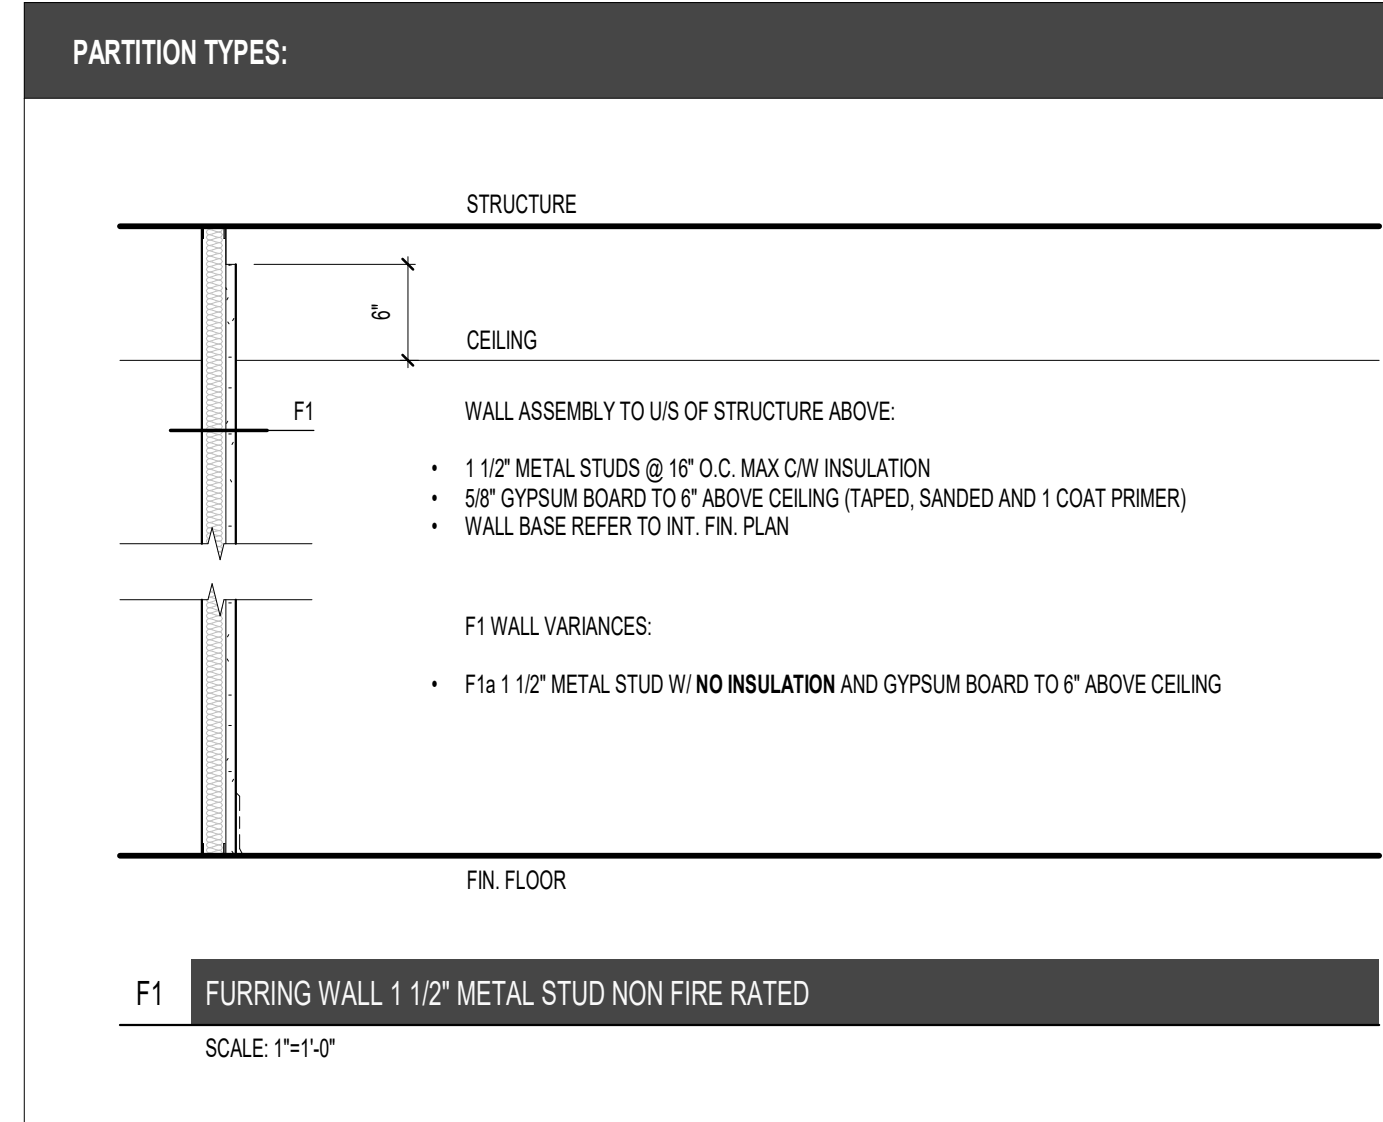 PARTITION TYPES:
STRUCTURE
6"
CEILING
F1
WALL ASSEMBLY TO U/S OF STRUCTURE ABOVE:
• 1 1/2" METAL STUDS @ 16" O.C. MAX C/W INSULATION
• 5/8" GYPSUM BOARD TO 6" ABOVE CEILING (TAPED, SANDED AND 1 COAT PRIMER)
• WALL BASE REFER TO INT. FIN. PLAN
F1 WALL VARIANCES:
• F1a 1 1/2" METAL STUD W/ NO INSULATION AND GYPSUM BOARD TO 6" ABOVE CEILING
FIN. FLOOR
F1 FURRING WALL 1 1/2" METAL STUD NON FIRE RATED
SCALE: 1"=1'-0"